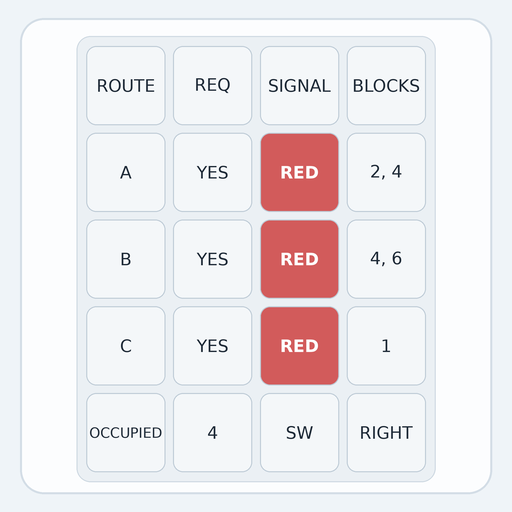 ROUTE REQ SIGNAL BLOCKS
A YES RED 2, 4
B YES RED 4, 6
C YES RED 1
OCCUPIED 4 SW RIGHT